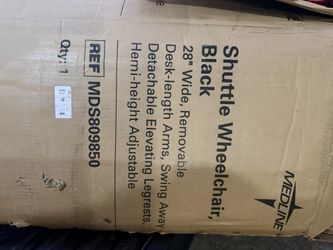 MEDLINE
Shuttle Wheelchair,
Black
28" Wide, Removable
Desk-length Arms, Swing Away
Detachable Elevating Legrests,
Hemi-height Adjustable
REF MDS809850
Qty: 1